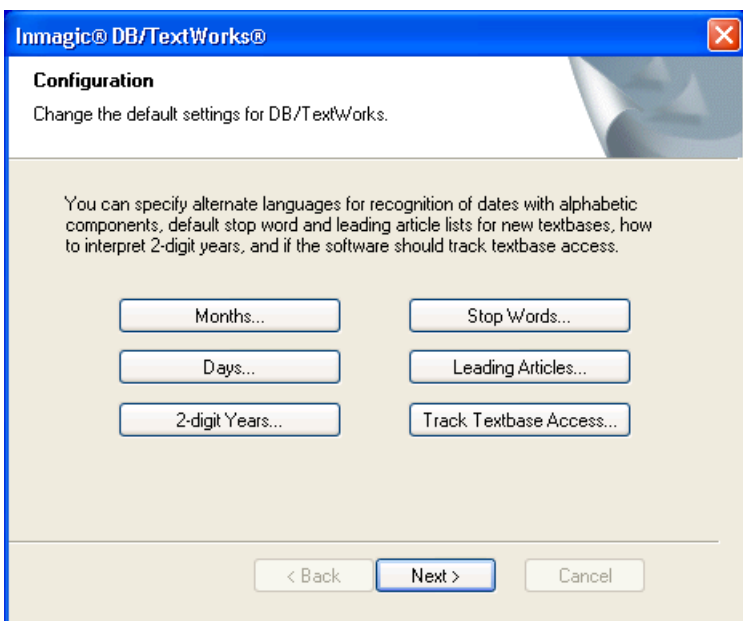 Inmagic® DB/TextWorks®
Configuration
Change the default settings for DB/TextWorks.
You can specify alternate languages for recognition of dates with alphabetic
components, default stop word and leading article lists for new textbases, how
to interpret 2-digit years, and if the software should track textbase access.
Months... Stop Words...
Days... Leading Articles...
2-digit Years... Track Textbase Access...
< Back Next > Cancel